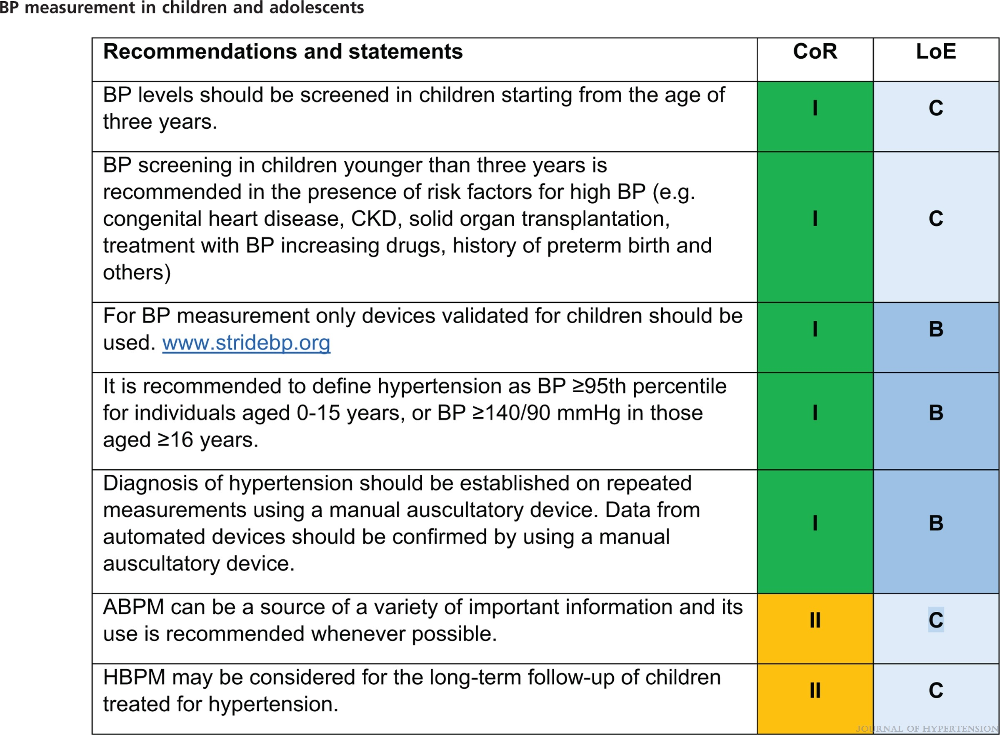 BP measurement in children and adolescents
Recommendations and statements CoR LoE
BP levels should be screened in children starting from the age of
three years.
I C
BP screening in children younger than three years is
recommended in the presence of risk factors for high BP (e.g.
congenital heart disease, CKD, solid organ transplantation,
treatment with BP increasing drugs, history of preterm birth and
others)
I C
For BP measurement only devices validated for children should be
used. www.stridebp.org
I B
It is recommended to define hypertension as BP ≥95th percentile
for individuals aged 0-15 years, or BP ≥140/90 mmHg in those
aged ≥16 years.
I B
Diagnosis of hypertension should be established on repeated
measurements using a manual auscultatory device. Data from
automated devices should be confirmed by using a manual
auscultatory device.
I B
ABPM can be a source of a variety of important information and its
use is recommended whenever possible.
II C
HBPM may be considered for the long-term follow-up of children
treated for hypertension.
II C
JOURNAL OF HYPERTENSION